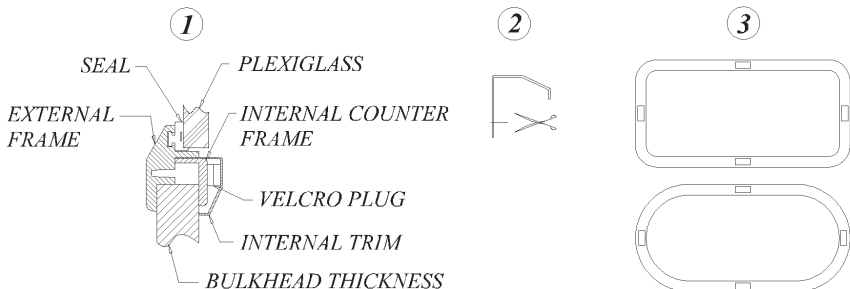 1
2
3
SEAL
PLEXIGLASS
EXTERNAL
FRAME
INTERNAL COUNTER
FRAME
VELCRO PLUG
INTERNAL TRIM
BULKHEAD THICKNESS